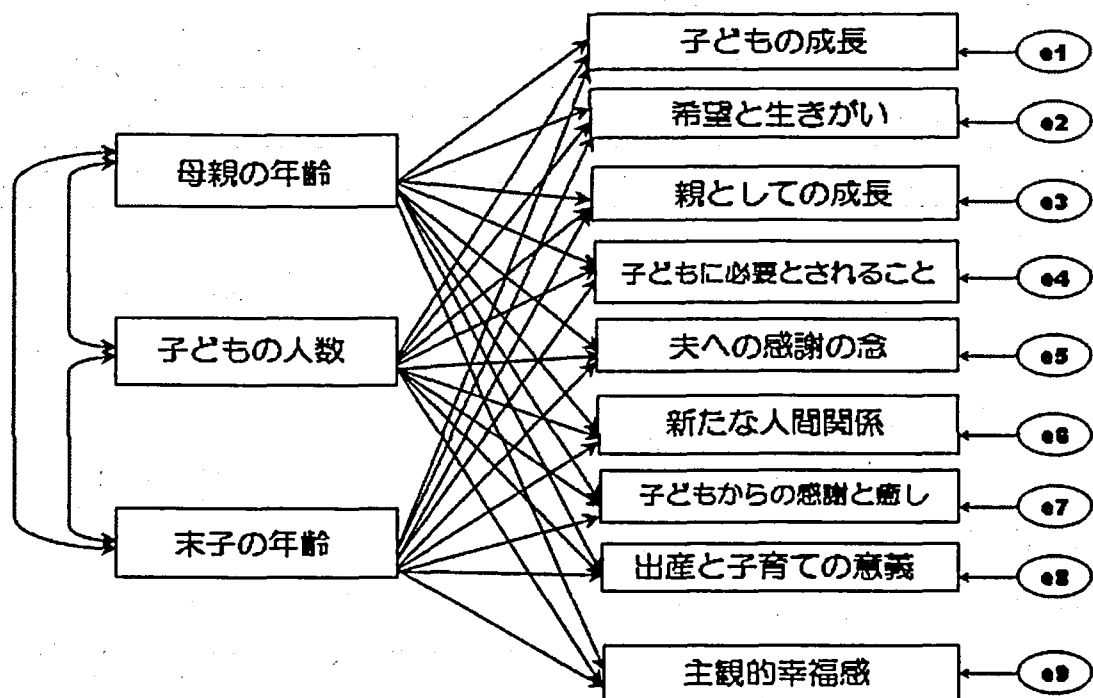 子どもの成長
e1
希望と生きがい
e2
母親の年齢
親としての成長
e3
子どもに必要とされること
e4
子どもの人数
夫への感謝の念
e5
新たな人間関係
e6
子どもからの感謝と癒し
e7
末子の年齢
出産と子育ての意義
e8
主観的幸福感
e9